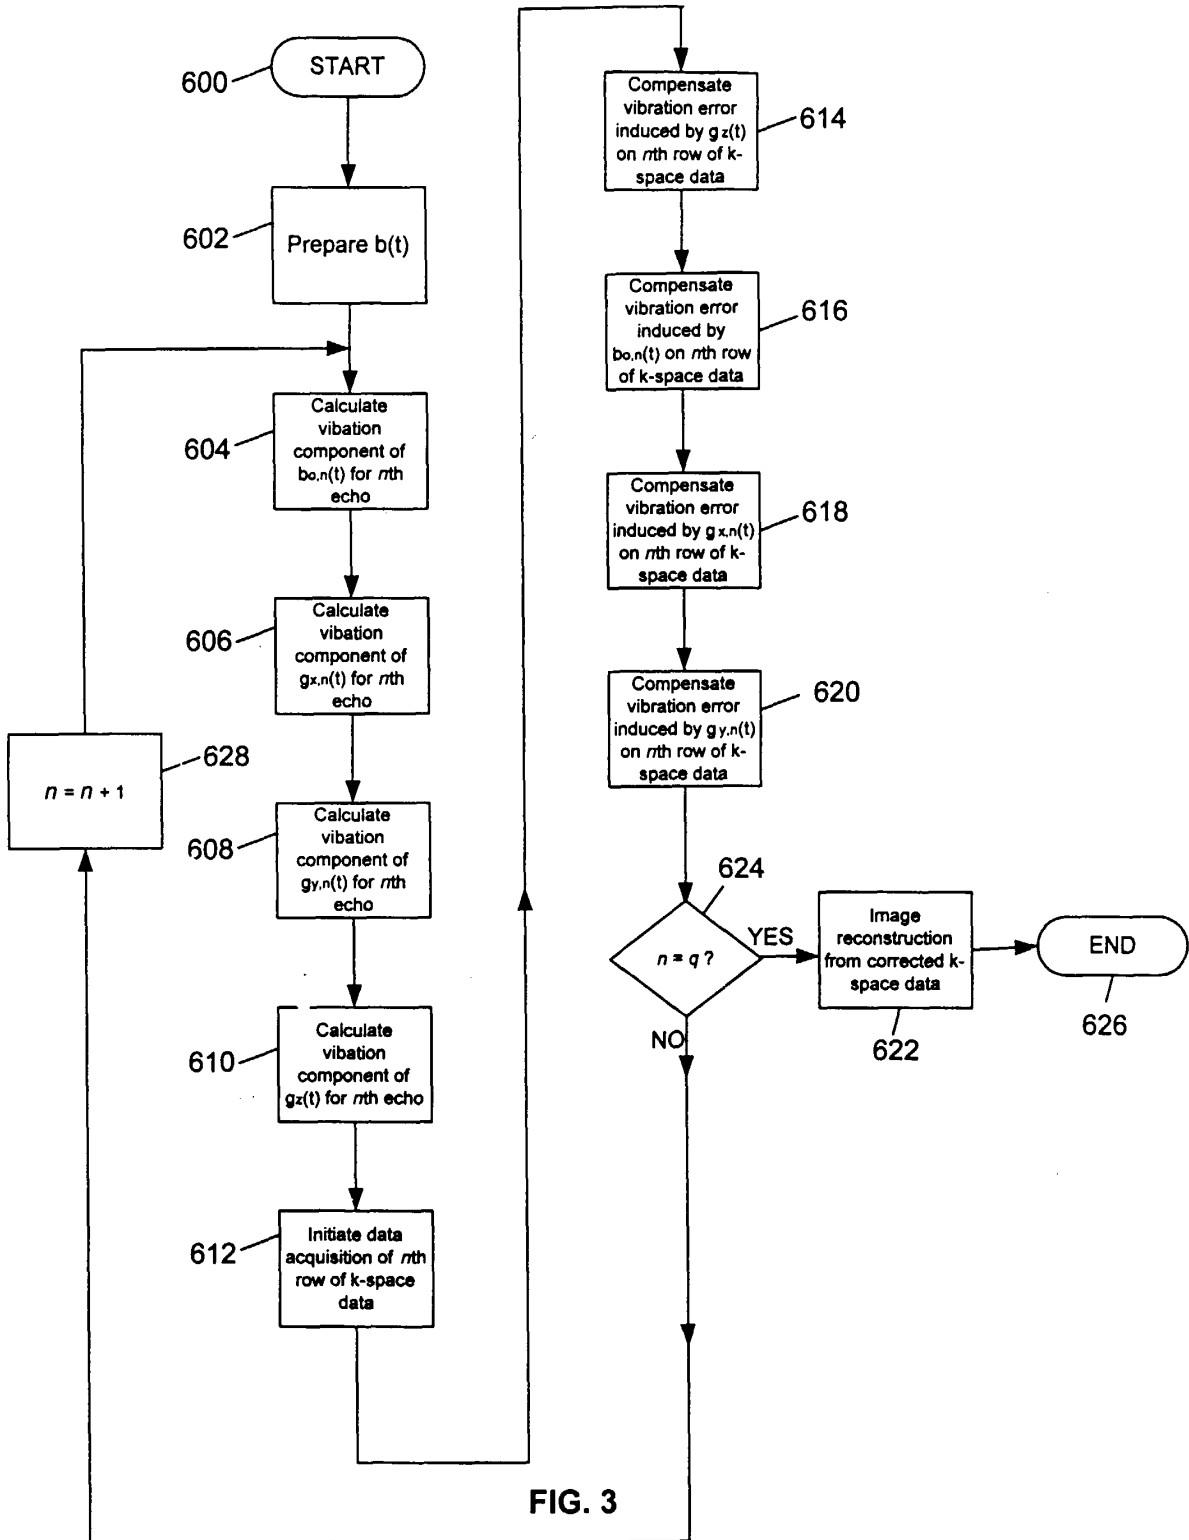 START
600
602
Prepare b(t)
Calculate
vibation
component of
bo,n(t) for nth
echo
604
Calculate
vibation
component of
gx,n(t) for nth
echo
606
n = n + 1
628
Calculate
vibation
component of
gy,n(t) for nth
echo
608
Calculate
vibation
component of
gz(t) for nth echo
610
Initiate data
acquisition of nth
row of k-space
data
612
Compensate
vibration error
induced by gz(t)
on nth row of k-
space data
614
Compensate
vibration error
induced by
bo,n(t) on nth row
of k-space data
616
Compensate
vibration error
induced by gx,n(t)
on nth row of k-
space data
618
Compensate
vibration error
induced by gy,n(t)
on nth row of k-
space data
620
624
n = q ?
YES
NO
Image
reconstruction
from corrected k-
space data
622
END
626
FIG. 3